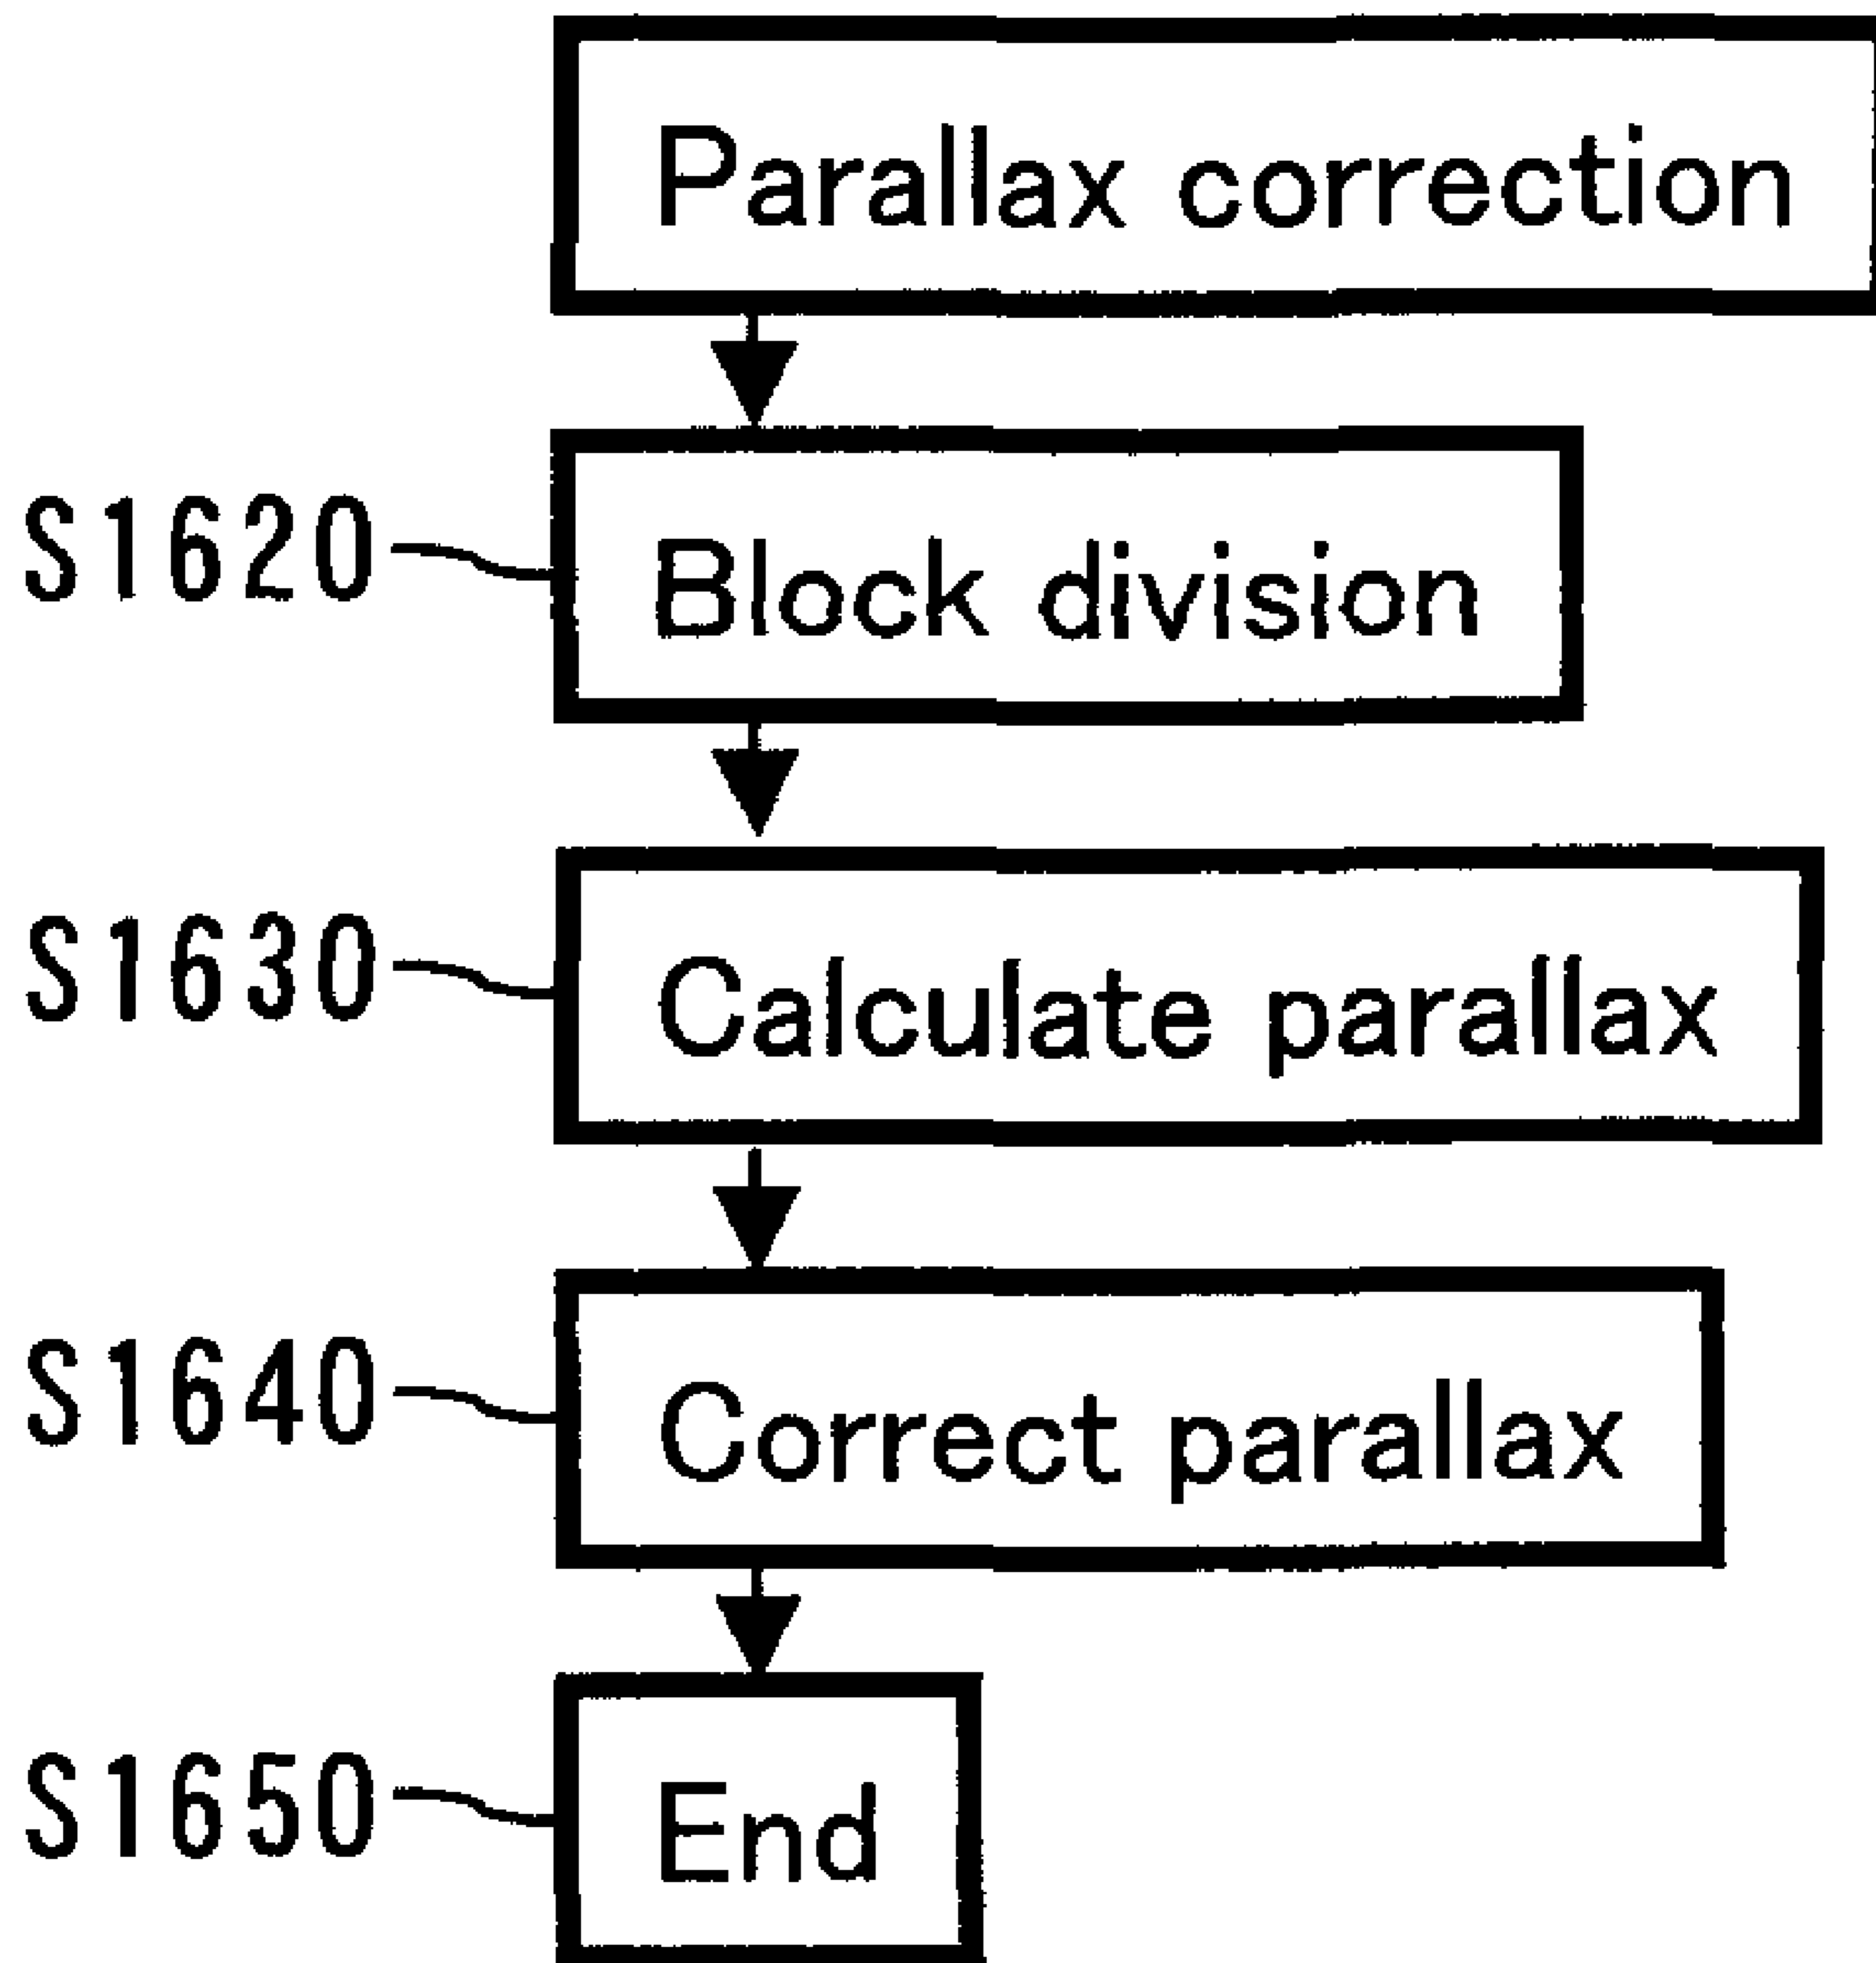 Parallax correction
S1620 Block division
S1630 Calculate parallax
S1640 Correct parallax
S1650 End